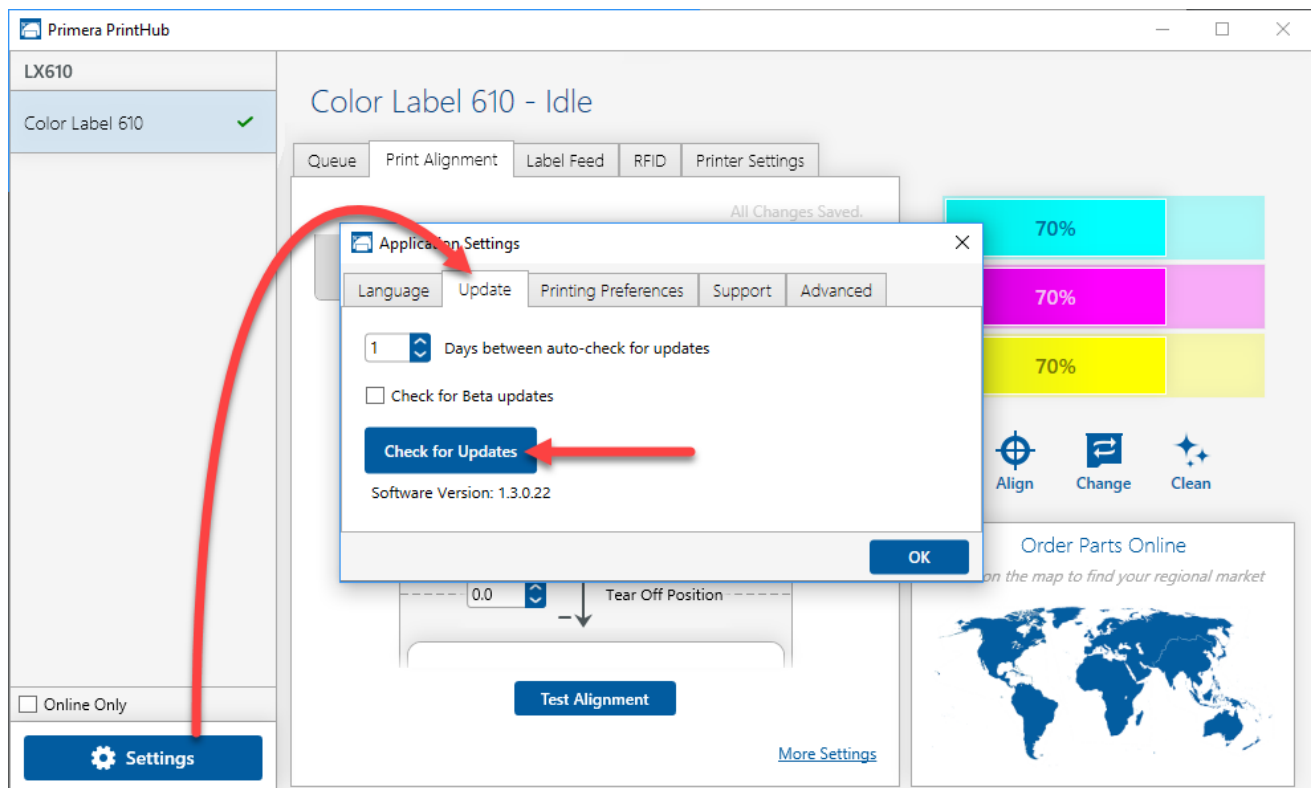 Primera PrintHub
LX610
Color Label 610
Color Label 610 - Idle
Queue
Print Alignment
Label Feed
RFID
Printer Settings
All Changes Saved.
Application Settings
Language
Update
Printing Preferences
Support
Advanced
1
Days between auto-check for updates
Check for Beta updates
Check for Updates
Software Version: 1.3.0.22
OK
70%
70%
70%
Align
Change
Clean
Order Parts Online
on the map to find your regional market
0.0
Tear Off Position
Test Alignment
More Settings
Online Only
Settings